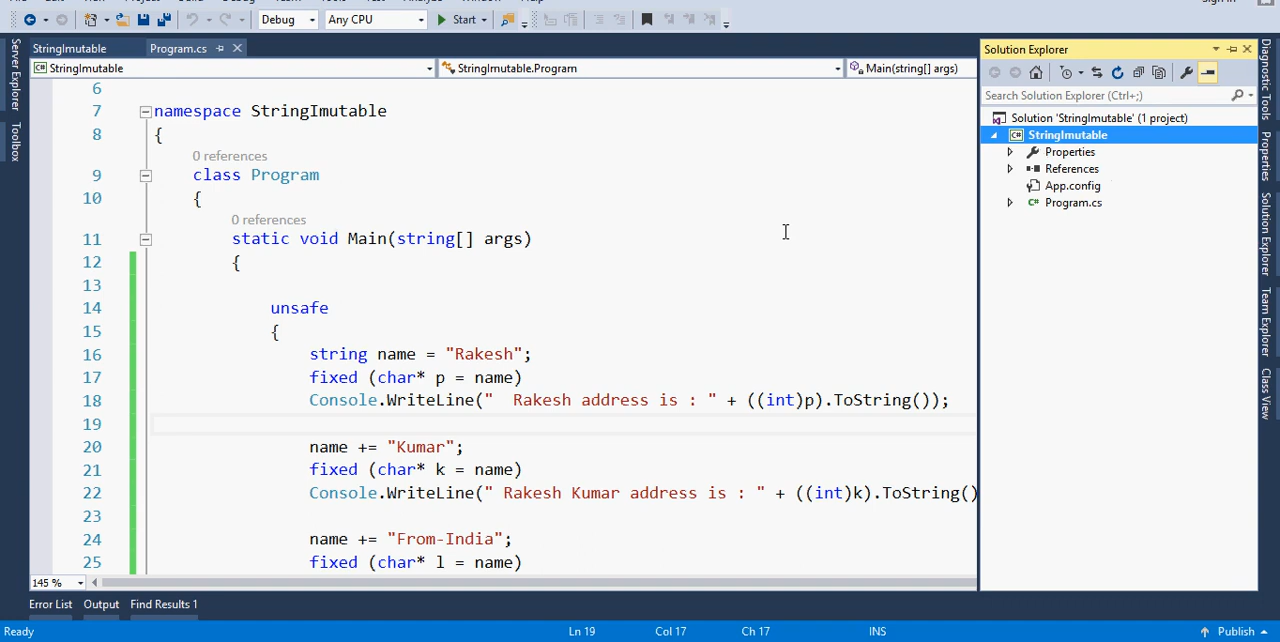 Sign in
Debug Any CPU Start
StringImutable Program.cs
StringImutable StringImutable.Program Main(string[] args)
Server Explorer
Toolbox
6
7 namespace StringImutable
8 {
0 references
9 class Program
10 {
0 references
11 static void Main(string[] args)
12 {
13
14 unsafe
15 {
16 string name = "Rakesh";
17 fixed (char* p = name)
18 Console.WriteLine("  Rakesh address is : " + ((int)p).ToString());
19
20 name += "Kumar";
21 fixed (char* k = name)
22 Console.WriteLine(" Rakesh Kumar address is : " + ((int)k).ToString()
23
24 name += "From-India";
25 fixed (char* l = name)
145 %
Solution Explorer
Search Solution Explorer (Ctrl+;)
Solution 'StringImutable' (1 project)
C# StringImutable
Properties
References
App.config
C# Program.cs
Diagnostic Tools
Properties
Solution Explorer
Team Explorer
Class View
Error List Output Find Results 1
Ready Ln 19 Col 17 Ch 17 INS Publish